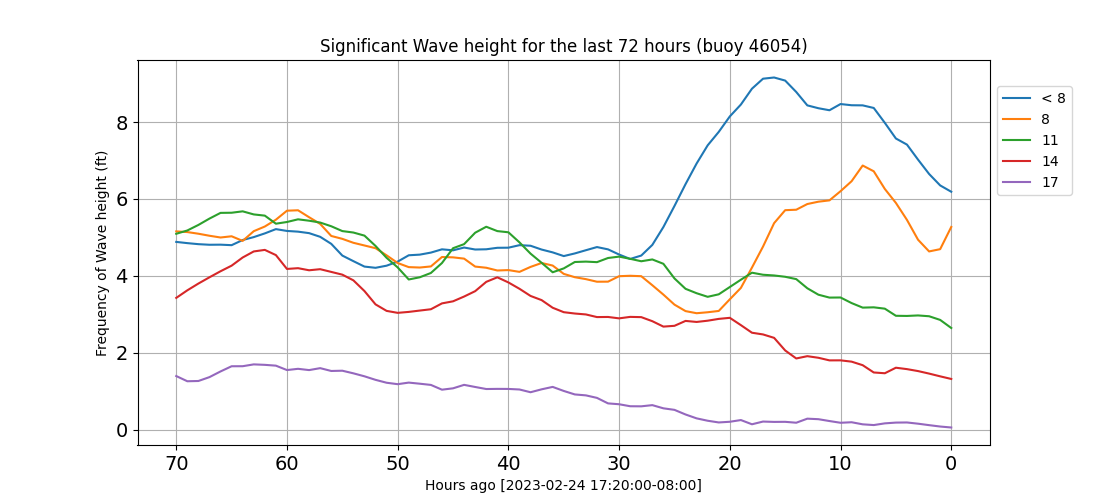 Significant Wave height for the last 72 hours (buoy 46054)
Frequency of Wave height (ft)
8
6
4
2
0
70 60 50 40 30 20 10 0
Hours ago [2023-02-24 17:20:00-08:00]
< 8
8
11
14
17